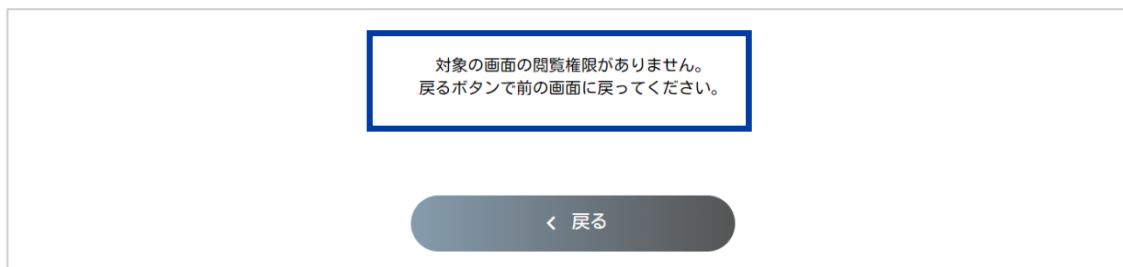 対象の画面の閲覧権限がありません。
戻るボタンで前の画面に戻ってください。
< 戻る